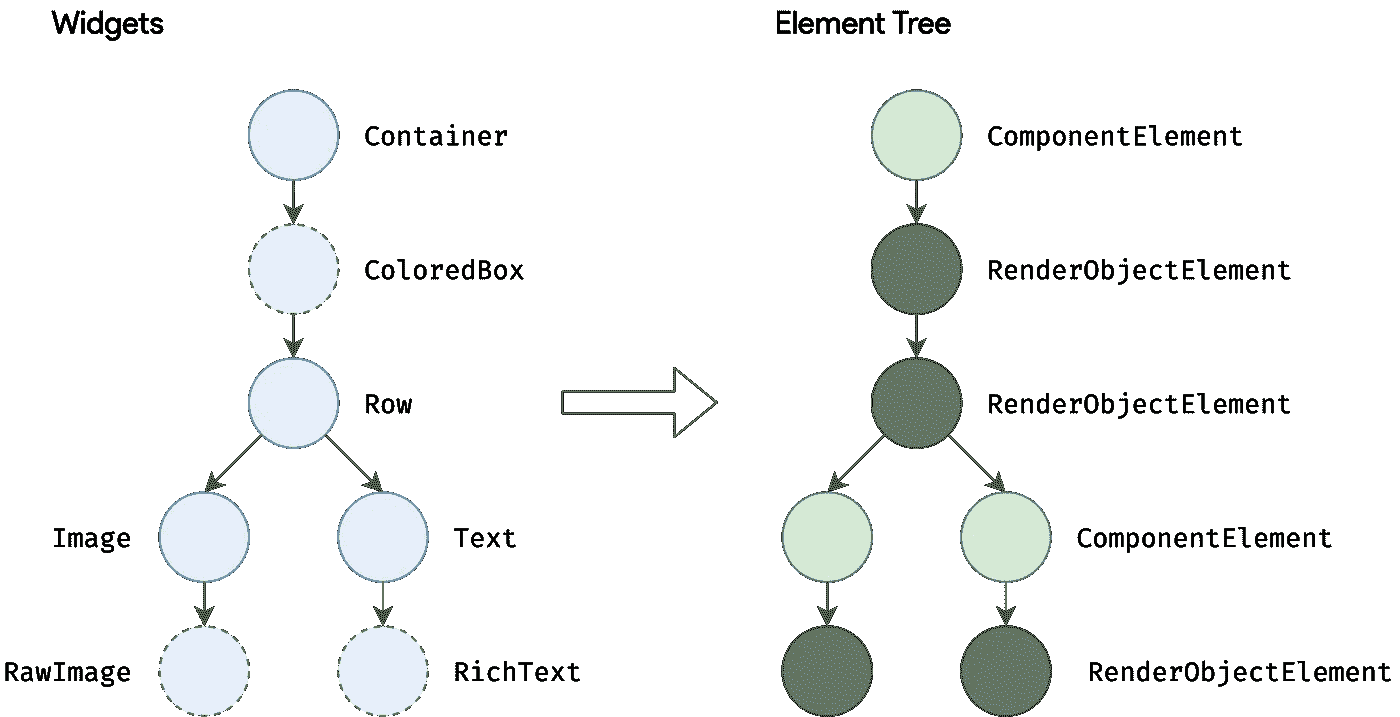 Widgets
Element Tree
Container
ComponentElement
ColoredBox
RenderObjectElement
Row
RenderObjectElement
Image
Text
ComponentElement
RawImage
RichText
RenderObjectElement